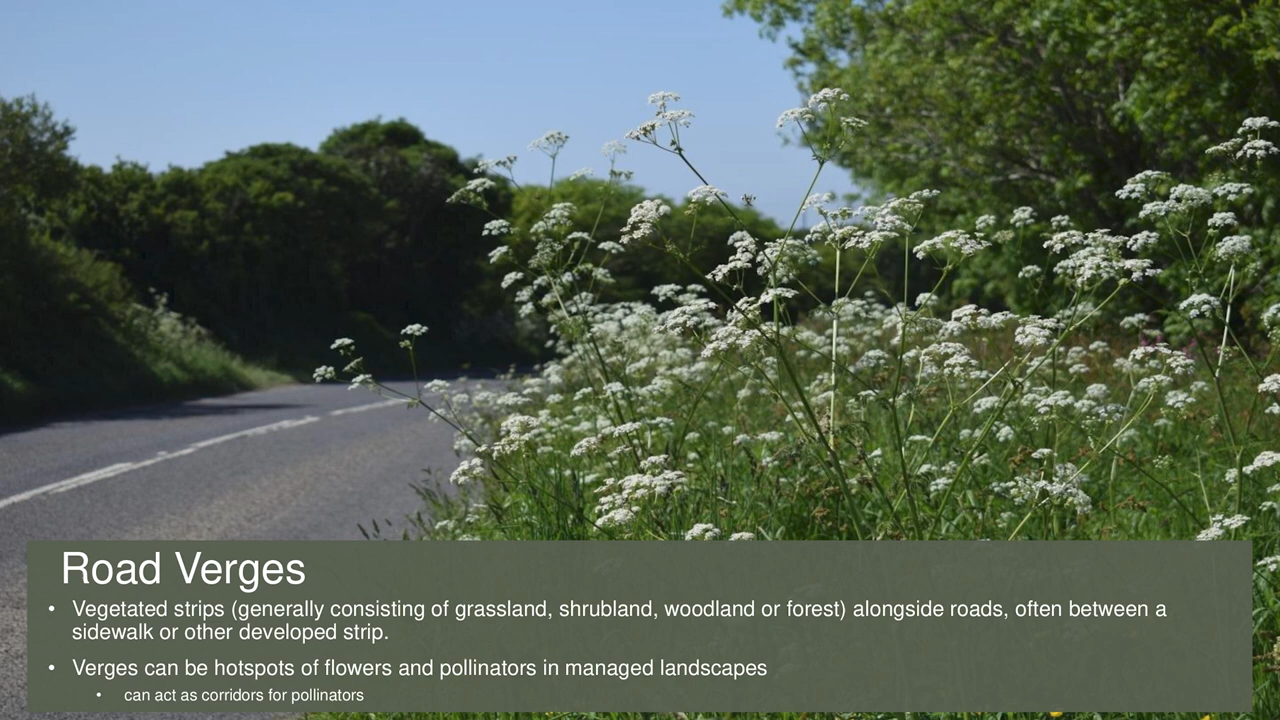 Road Verges
• Vegetated strips (generally consisting of grassland, shrubland, woodland or forest) alongside roads, often between a
sidewalk or other developed strip.
• Verges can be hotspots of flowers and pollinators in managed landscapes
• can act as corridors for pollinators